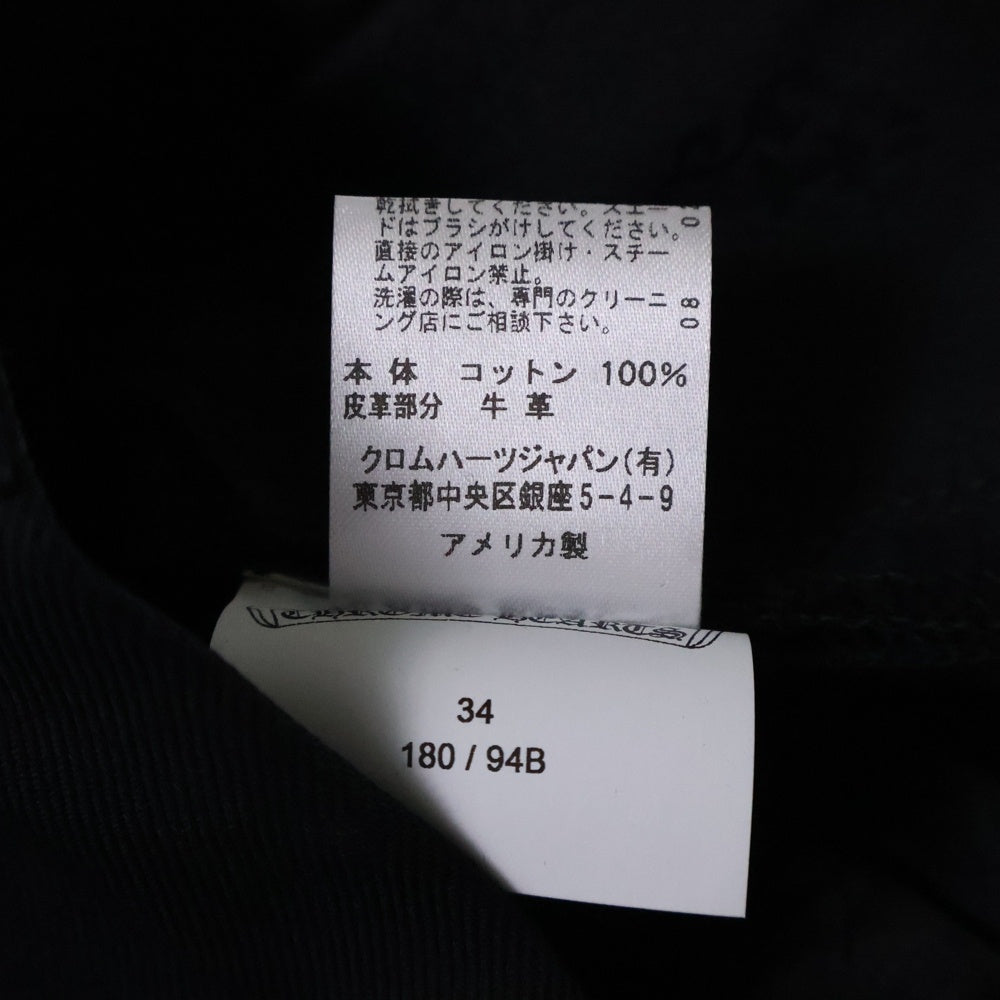 乾拭きしてください。スエー
ドはブラシがけしてください。
直接のアイロン掛け・スチー
ムアイロン禁止。
洗濯の際は、専門のクリーニ
ング店にご相談下さい。
08
本体 コットン 100%
皮革部分 牛革
クロムハーツジャパン(有)
東京都中央区銀座5-4-9
アメリカ製
CHROME HEARTS
34
180 / 94B